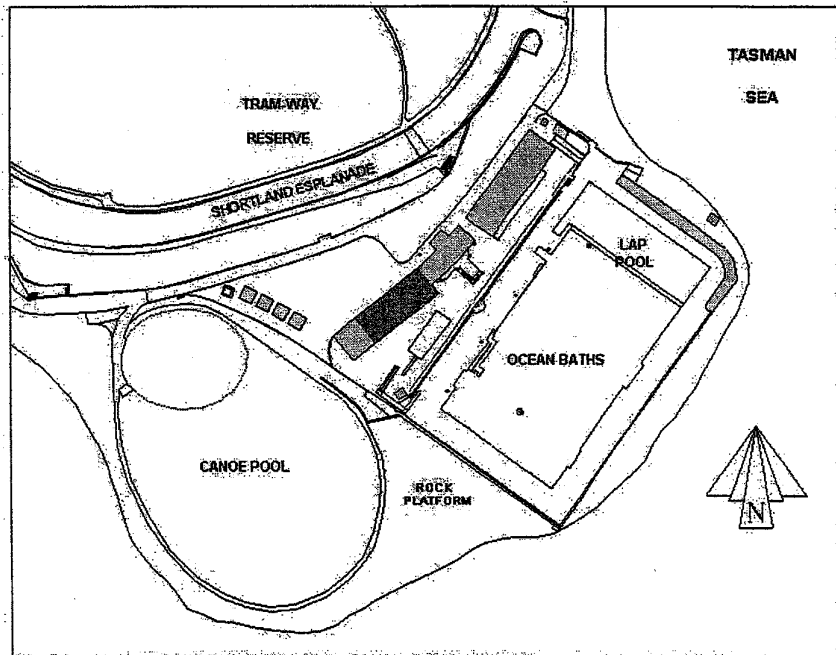 TASMAN
SEA
TRAM-WAY
RESERVE
SHORTLAND ESPLANADE
LAP
POOL
OCEAN BATHS
CANOE POOL
ROCK
PLATFORM
N